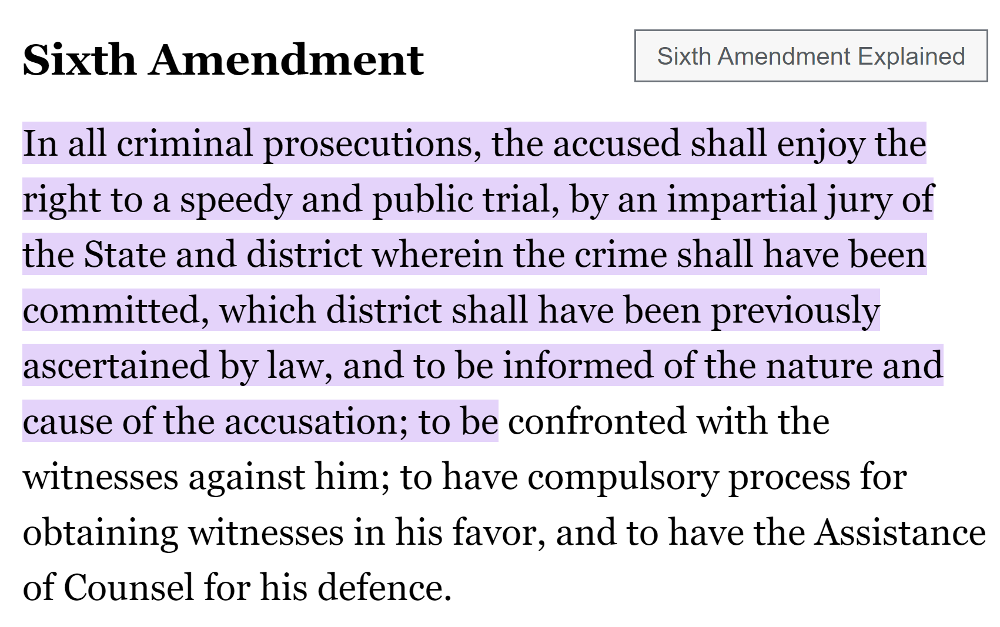 Sixth Amendment
Sixth Amendment Explained
In all criminal prosecutions, the accused shall enjoy the
right to a speedy and public trial, by an impartial jury of
the State and district wherein the crime shall have been
committed, which district shall have been previously
ascertained by law, and to be informed of the nature and
cause of the accusation; to be confronted with the
witnesses against him; to have compulsory process for
obtaining witnesses in his favor, and to have the Assistance
of Counsel for his defence.